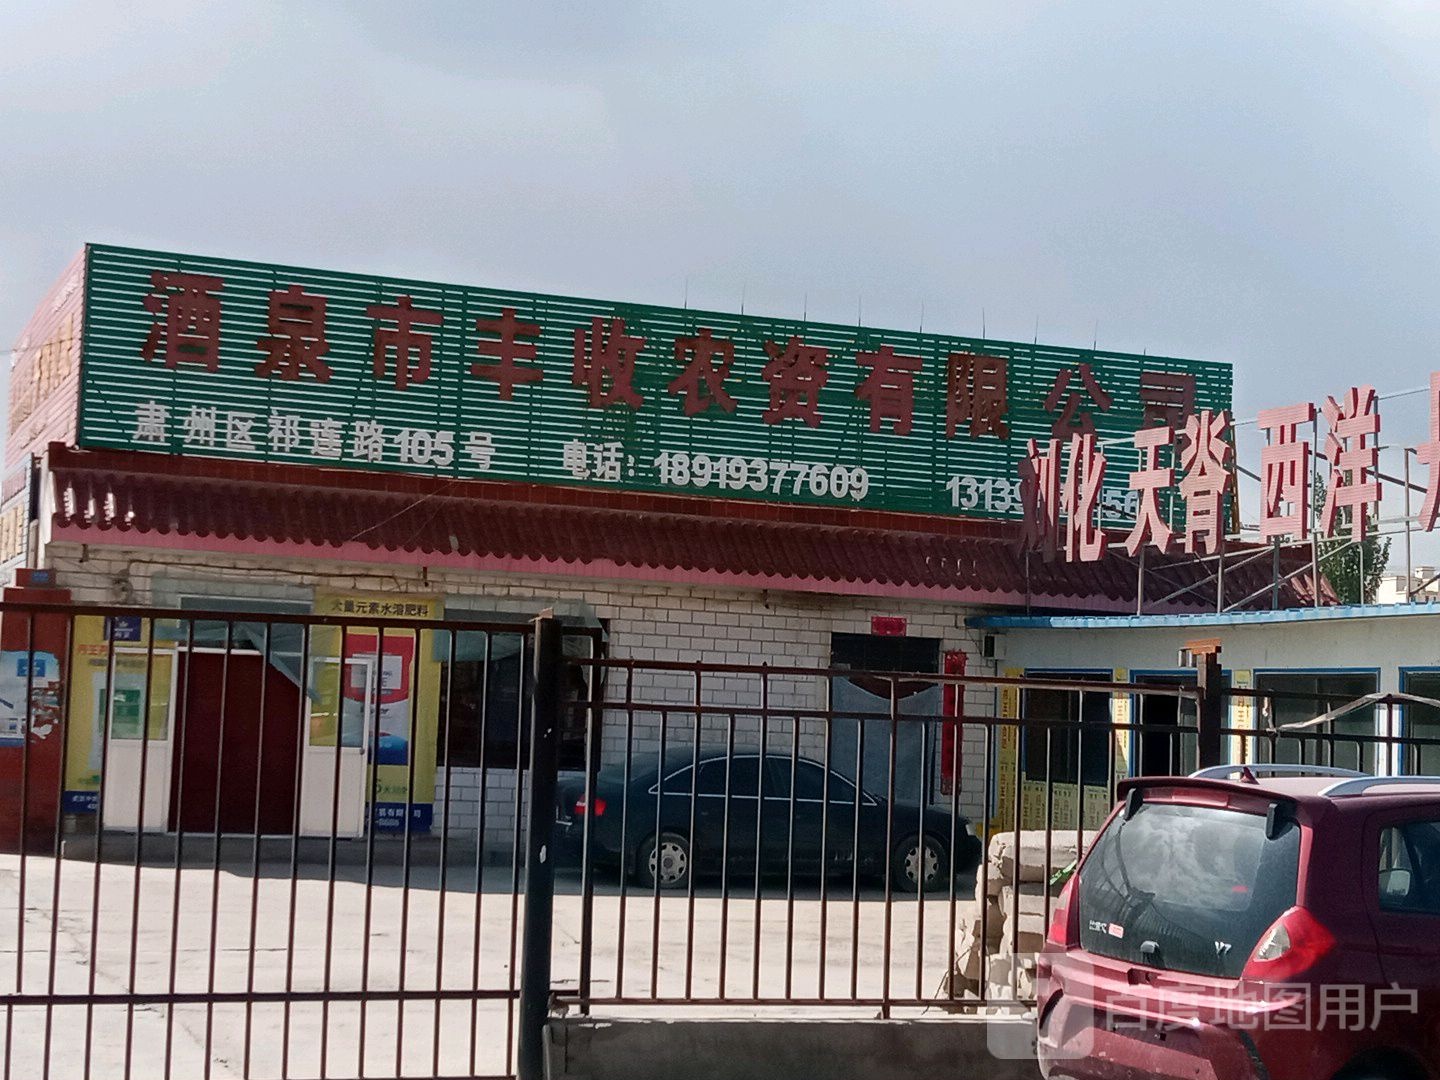 酒泉市丰收农资有限公司
肃州区祁连路105号 电话:18919377609
刘化 天脊 西洋
大量元素水溶肥料
百度地图用户